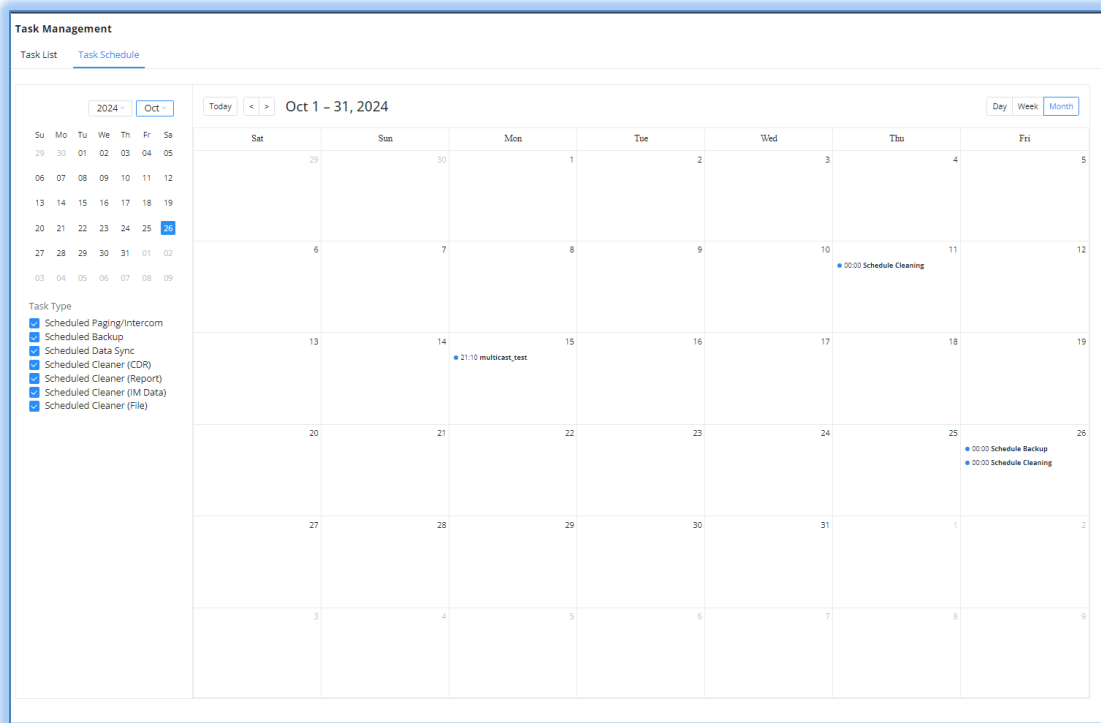 Task Management
Task List Task Schedule
2024 Oct
Su Mo Tu We Th Fr Sa
29 30 01 02 03 04 05
06 07 08 09 10 11 12
13 14 15 16 17 18 19
20 21 22 23 24 25 26
27 28 29 30 31 01 02
03 04 05 06 07 08 09
Task Type
Scheduled Paging/Intercom
Scheduled Backup
Scheduled Data Sync
Scheduled Cleaner (CDR)
Scheduled Cleaner (Report)
Scheduled Cleaner (IM Data)
Scheduled Cleaner (File)
Today < > Oct 1 – 31, 2024 Day Week Month
Sat Sun Mon Tue Wed Thu Fri
29 30 1 2 3 4 5
6 7 8 9 10 11 12
00:00 Schedule Cleaning
13 14 15 16 17 18 19
21:10 multicast_test
20 21 22 23 24 25 26
00:00 Schedule Backup
00:00 Schedule Cleaning
27 28 29 30 31 1 2
3 4 5 6 7 8 9